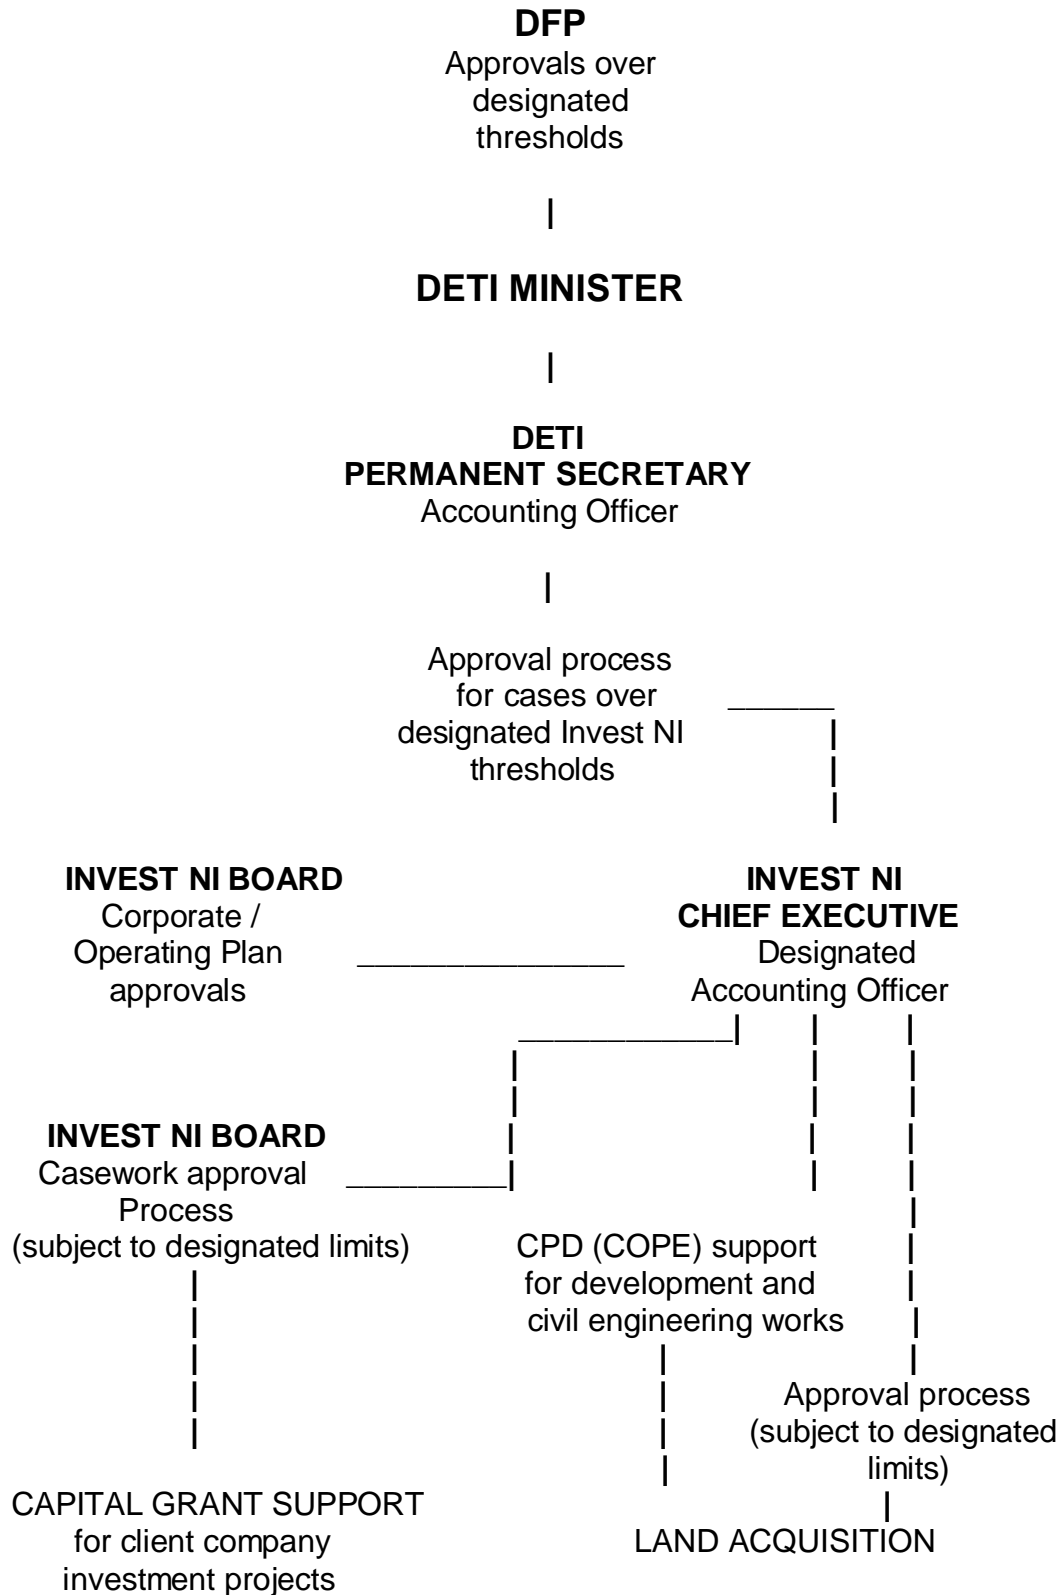 DFP
Approvals over
designated
thresholds
DETI MINISTER
DETI
PERMANENT SECRETARY
Accounting Officer
Approval process
for cases over
designated Invest NI
thresholds
INVEST NI BOARD
Corporate /
Operating Plan
approvals
INVEST NI
CHIEF EXECUTIVE
Designated
Accounting Officer
INVEST NI BOARD
Casework approval
Process
(subject to designated limits)
CPD (COPE) support
for development and
civil engineering works
Approval process
(subject to designated
limits)
CAPITAL GRANT SUPPORT
for client company
investment projects
LAND ACQUISITION